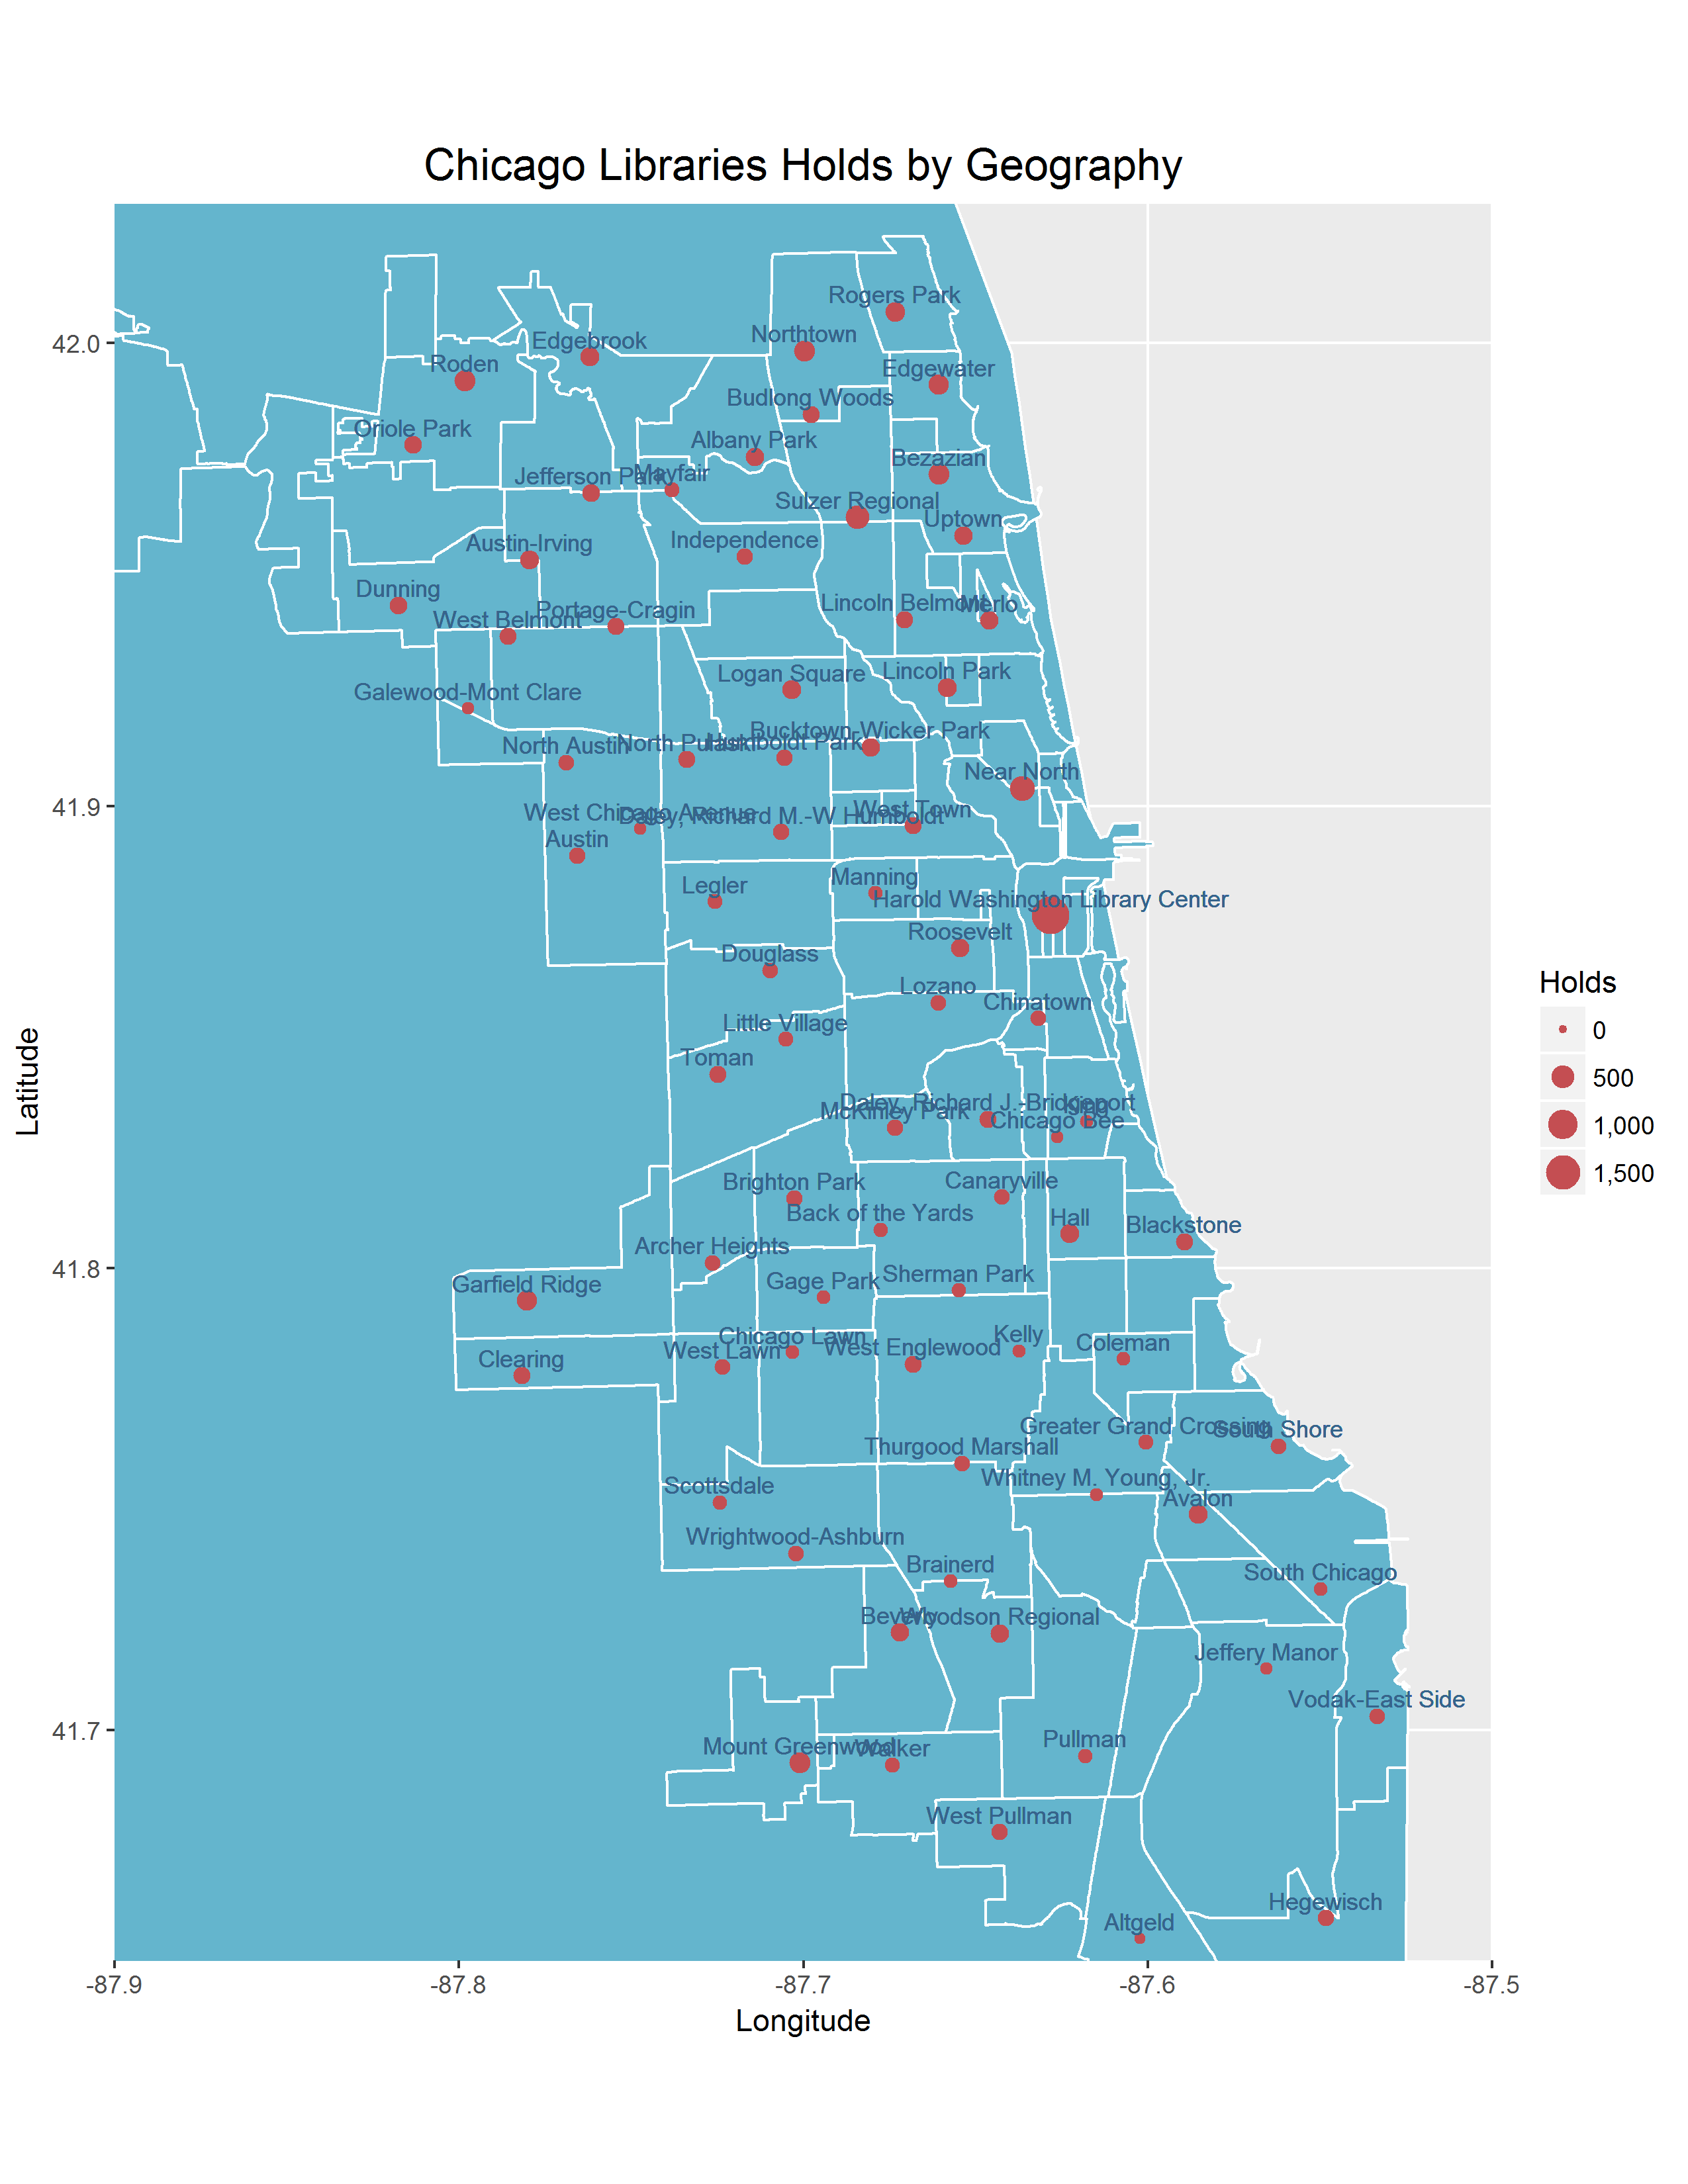 Chicago Libraries Holds by Geography
Rogers Park
Northtown
Edgebrook
Roden
Edgewater
Budlong Woods
Oriole Park
Albany Park
Bezazian
Jefferson Park
Mayfair
Sulzer Regional
Uptown
Independence
Austin-Irving
Dunning
Lincoln Belmont
Merlo
Portage-Cragin
West Belmont
Lincoln Park
Logan Square
Galewood-Mont Clare
Bucktown-Wicker Park
North Austin
North Pulaski
Humboldt Park
Near North
West Town
West Chicago Avenue
Daley, Richard M.-W Humboldt
Austin
Manning
Legler
Harold Washington Library Center
Roosevelt
Douglass
Lozano
Chinatown
Little Village
Toman
Daley, Richard J.-Bridgeport
King
McKinley Park
Chicago Bee
Brighton Park
Canaryville
Back of the Yards
Hall
Blackstone
Archer Heights
Sherman Park
Gage Park
Garfield Ridge
Kelly
Chicago Lawn
Coleman
West Englewood
West Lawn
Clearing
Greater Grand Crossing
South Shore
Thurgood Marshall
Whitney M. Young, Jr.
Scottsdale
Avalon
Wrightwood-Ashburn
Brainerd
South Chicago
Beverly
Woodson Regional
Jeffery Manor
Vodak-East Side
Pullman
Mount Greenwood
Walker
West Pullman
Hegewisch
Altgeld
42.0
41.9
41.8
41.7
Latitude
-87.9
-87.8
-87.7
-87.6
-87.5
Longitude
Holds
0
500
1,000
1,500